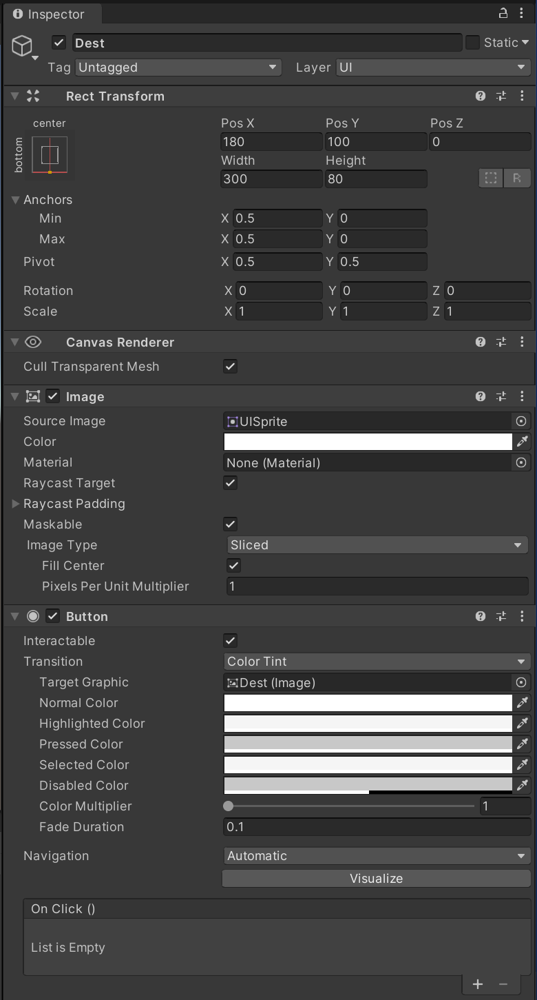 Inspector
Dest Static
Tag Untagged Layer UI
Rect Transform
center Pos X Pos Y Pos Z
bottom 180 100 0
Width Height
300 80 R
Anchors
Min X 0.5 Y 0
Max X 0.5 Y 0
Pivot X 0.5 Y 0.5
Rotation X 0 Y 0 Z 0
Scale X 1 Y 1 Z 1
Canvas Renderer
Cull Transparent Mesh
Image
Source Image UISprite
Color
Material None (Material)
Raycast Target
Raycast Padding
Maskable
Image Type Sliced
Fill Center
Pixels Per Unit Multiplier 1
Button
Interactable
Transition Color Tint
Target Graphic Dest (Image)
Normal Color
Highlighted Color
Pressed Color
Selected Color
Disabled Color
Color Multiplier 1
Fade Duration 0.1
Navigation Automatic
Visualize
On Click ()
List is Empty
+ −